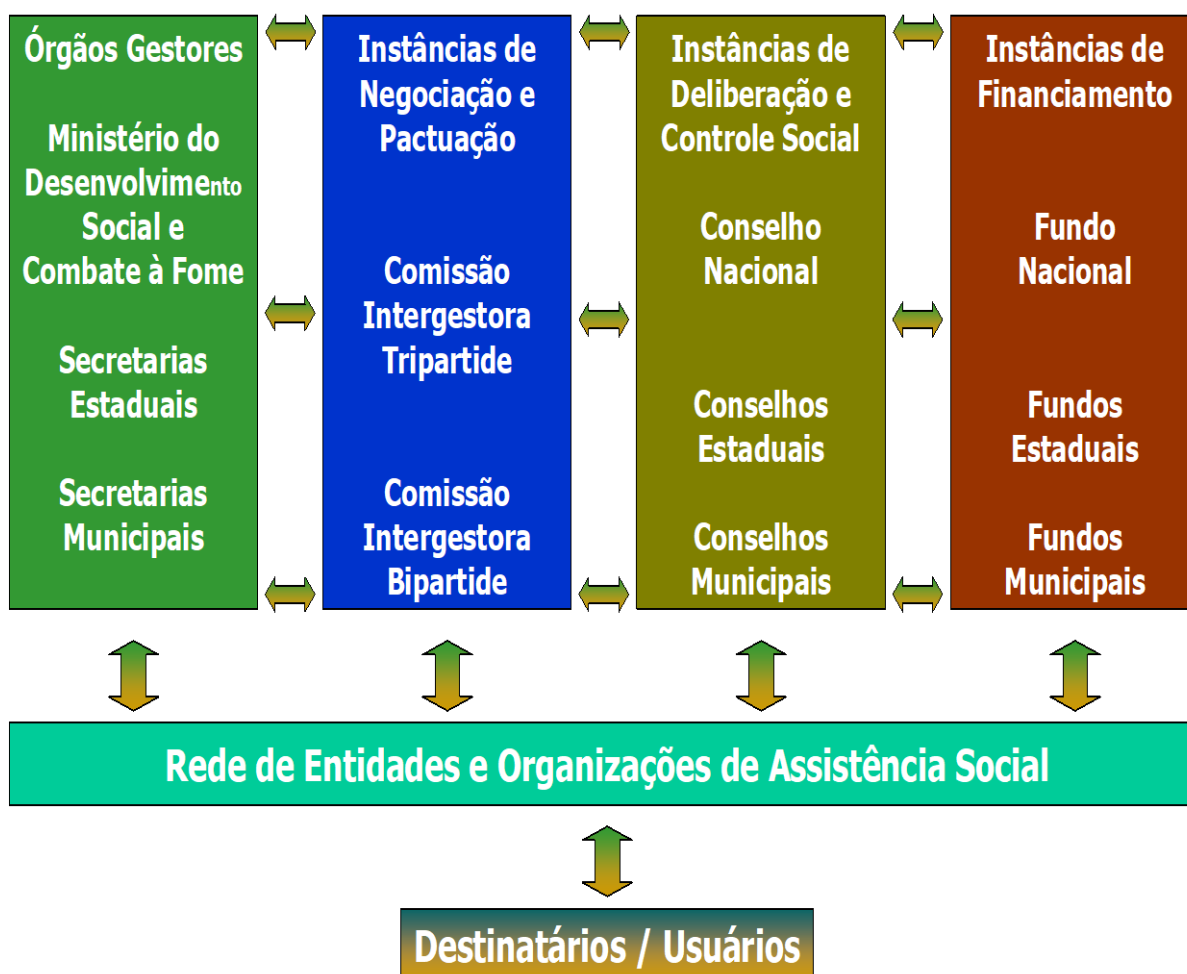 Órgãos Gestores
Ministério do
Desenvolvimento
Social e
Combate à Fome
Secretarias
Estaduais
Secretarias
Municipais
Instâncias de
Negociação e
Pactuação
Comissão
Intergestora
Tripartide
Comissão
Intergestora
Bipartide
Instâncias de
Deliberação e
Controle Social
Conselho
Nacional
Conselhos
Estaduais
Conselhos
Municipais
Instâncias de
Financiamento
Fundo
Nacional
Fundos
Estaduais
Fundos
Municipais
Rede de Entidades e Organizações de Assistência Social
Destinatários / Usuários